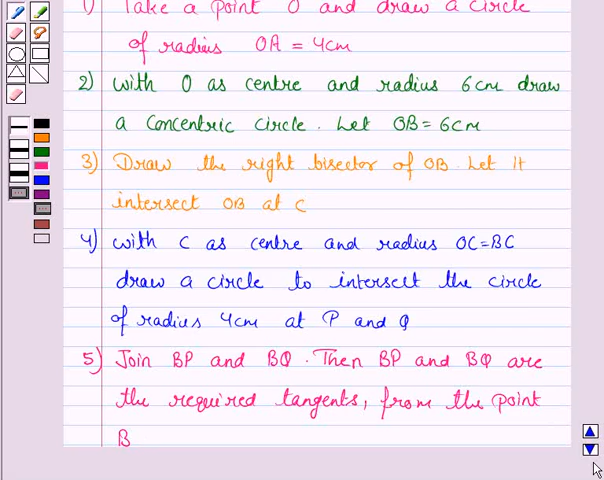 1) Take a point O and draw a circle
of radius OA = 4cm
2) with O as centre and radius 6cm draw
a concentric circle. Let OB = 6cm
3) Draw the right bisector of OB. Let it
intersect OB at C
4) with C as centre and radius OC=BC
draw a circle to intersect the circle
of radius 4cm at P and Q
5) Join BP and BQ. Then BP and BQ are
the required tangents, from the point
B